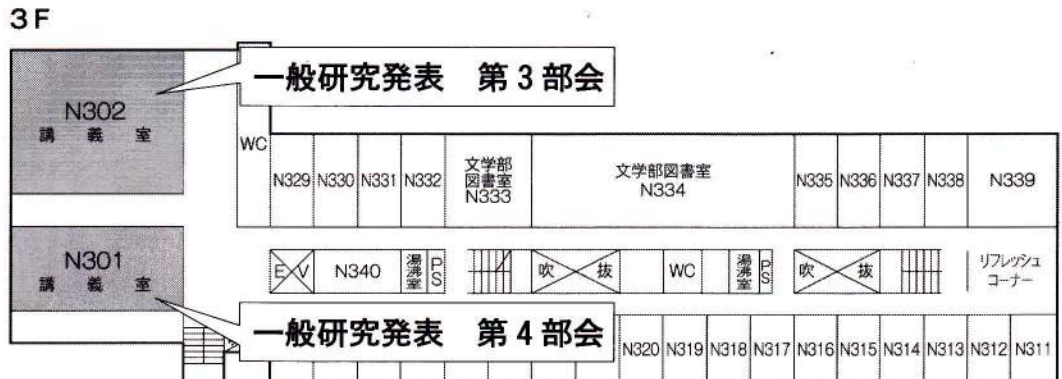 3F
一般研究発表 第3部会
N302
講義室
WC
N329 N330 N331 N332
文学部
図書室
N333
文学部図書室
N334
N335 N336 N337 N338 N339
N301
講義室
EV
N340
湯沸室
PS
吹抜
WC
湯沸室
PS
吹抜
リフレッシュ
コーナー
一般研究発表 第4部会
N320 N319 N318 N317 N316 N315 N314 N313 N312 N311